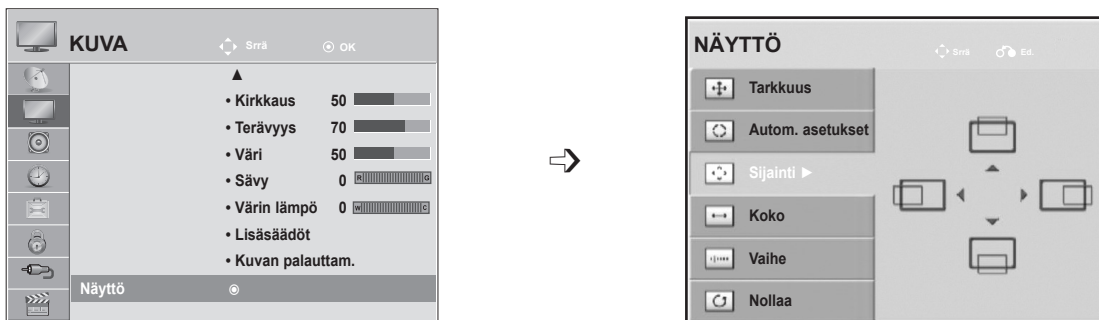 KUVA Srrä OK
• Kirkkaus 50
• Terävyys 70
• Väri 50
• Sävy 0 R G
• Värin lämpö 0 W C
• Lisäsäädöt
• Kuvan palauttam.
Näyttö
NÄYTTÖ Srrä Ed.
Tarkkuus
Autom. asetukset
Sijainti
Koko
Vaihe
Nollaa